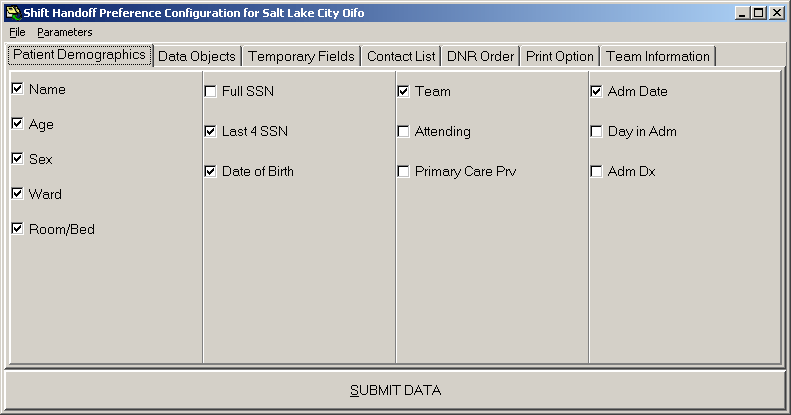 Shift Handoff Preference Configuration for Salt Lake City Oifo
File Parameters
Patient Demographics Data Objects Temporary Fields Contact List DNR Order Print Option Team Information
Name
Age
Sex
Ward
Room/Bed
Full SSN
Last 4 SSN
Date of Birth
Team
Attending
Primary Care Prv
Adm Date
Day in Adm
Adm Dx
SUBMIT DATA